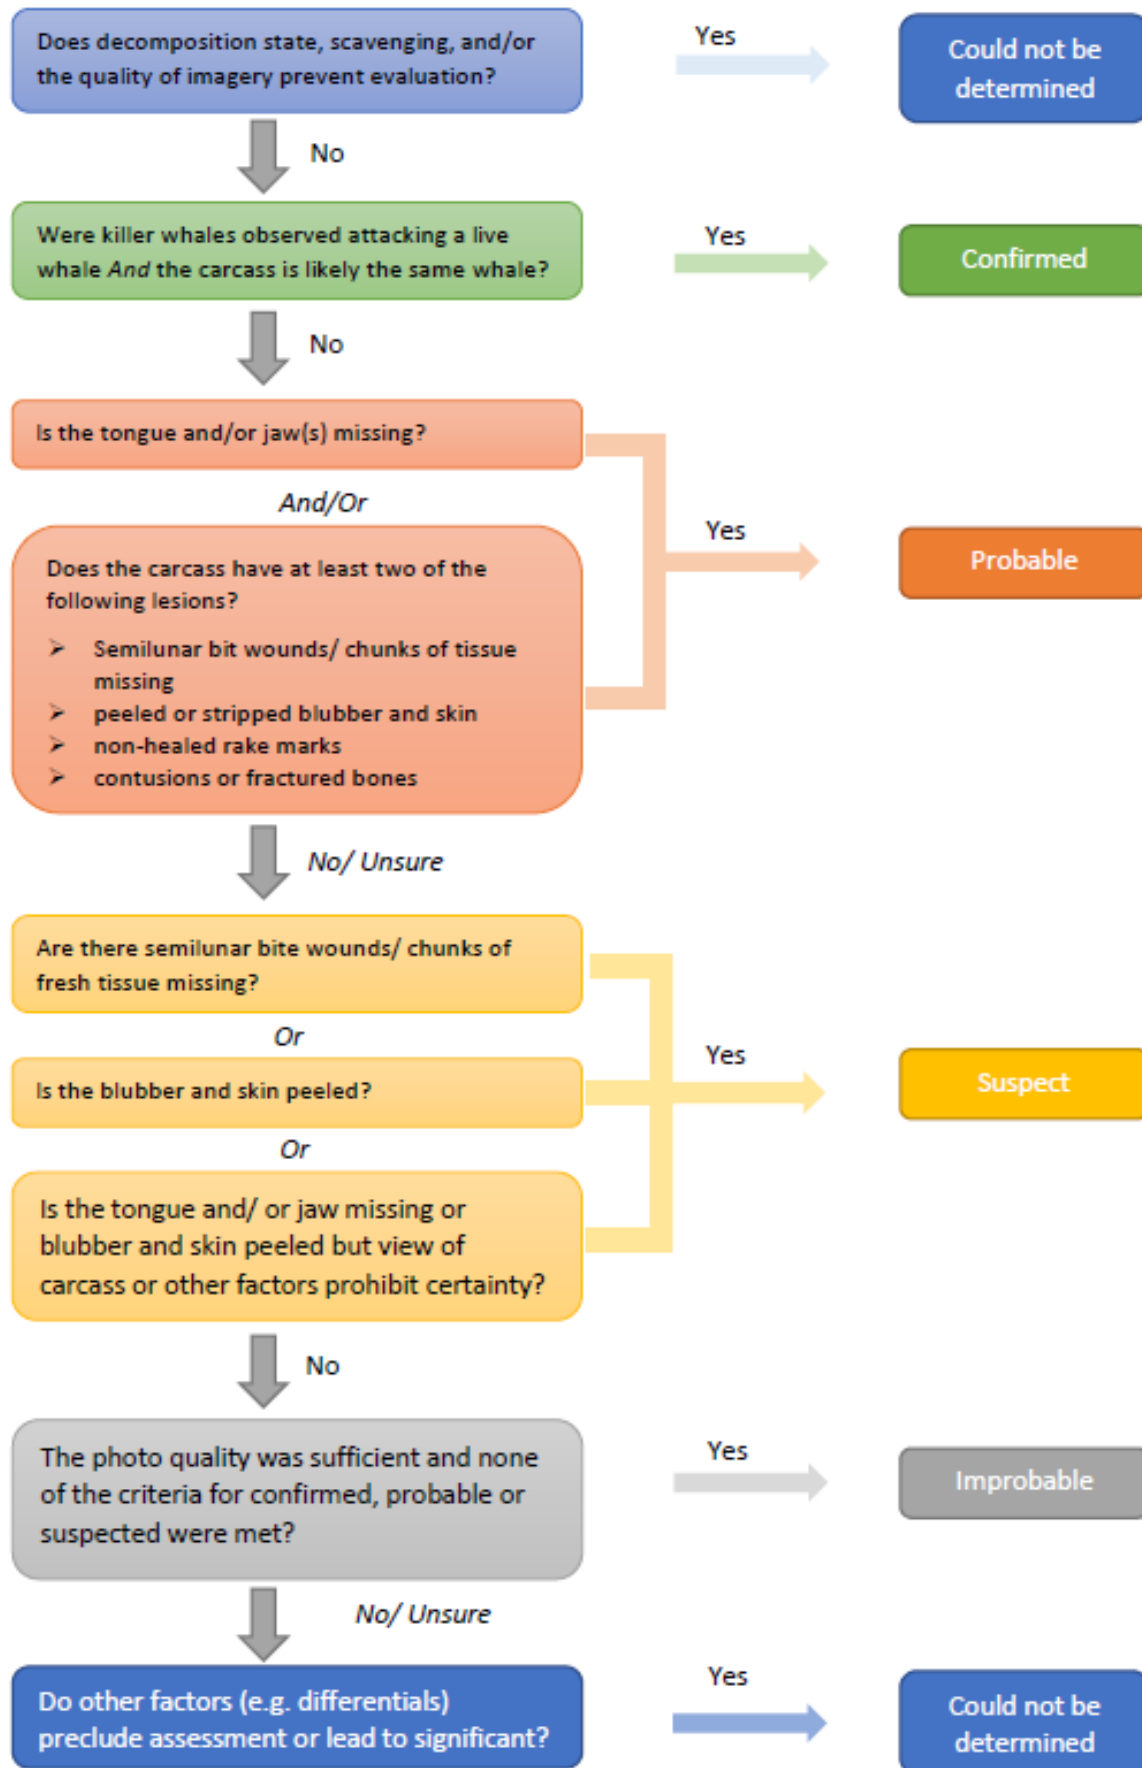 Does decomposition state, scavenging, and/or
the quality of imagery prevent evaluation?
Yes
Could not be
determined
No
Were killer whales observed attacking a live
whale And the carcass is likely the same whale?
Yes
Confirmed
No
Is the tongue and/or jaw(s) missing?
And/Or
Does the carcass have at least two of the
following lesions?
➤ Semilunar bit wounds/ chunks of tissue
missing
➤ peeled or stripped blubber and skin
➤ non-healed rake marks
➤ contusions or fractured bones
Yes
Probable
No/ Unsure
Are there semilunar bite wounds/ chunks of
fresh tissue missing?
Or
Is the blubber and skin peeled?
Or
Is the tongue and/ or jaw missing or
blubber and skin peeled but view of
carcass or other factors prohibit certainty?
Yes
Suspect
No
The photo quality was sufficient and none
of the criteria for confirmed, probable or
suspected were met?
Yes
Improbable
No/ Unsure
Do other factors (e.g. differentials)
preclude assessment or lead to significant?
Yes
Could not be
determined